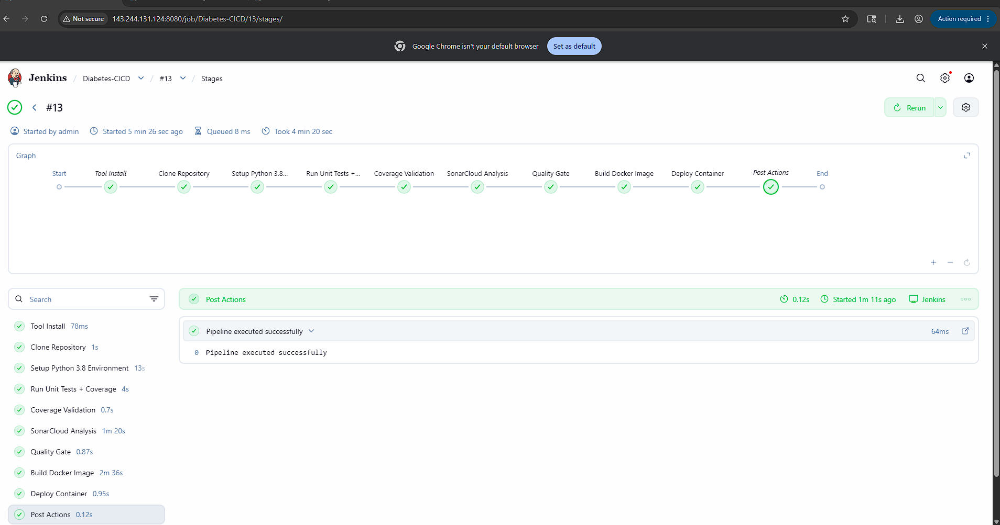 Not secure 143.244.131.124:8080/job/Diabetes-CICD/13/stages/ Action required
Google Chrome isn't your default browser Set as default
Jenkins / Diabetes-CICD / #13 / Stages
#13 Rerun
Started by admin Started 5 min 26 sec ago Queued 8 ms Took 4 min 20 sec
Graph
Start Tool Install Clone Repository Setup Python 3.8... Run Unit Tests +... Coverage Validation SonarCloud Analysis Quality Gate Build Docker Image Deploy Container Post Actions End
Search
Post Actions 0.12s Started 1m 11s ago Jenkins
Tool Install 78ms
Pipeline executed successfully 64ms
Clone Repository 1s
0 Pipeline executed successfully
Setup Python 3.8 Environment 13s
Run Unit Tests + Coverage 4s
Coverage Validation 0.7s
SonarCloud Analysis 1m 20s
Quality Gate 0.87s
Build Docker Image 2m 36s
Deploy Container 0.95s
Post Actions 0.12s